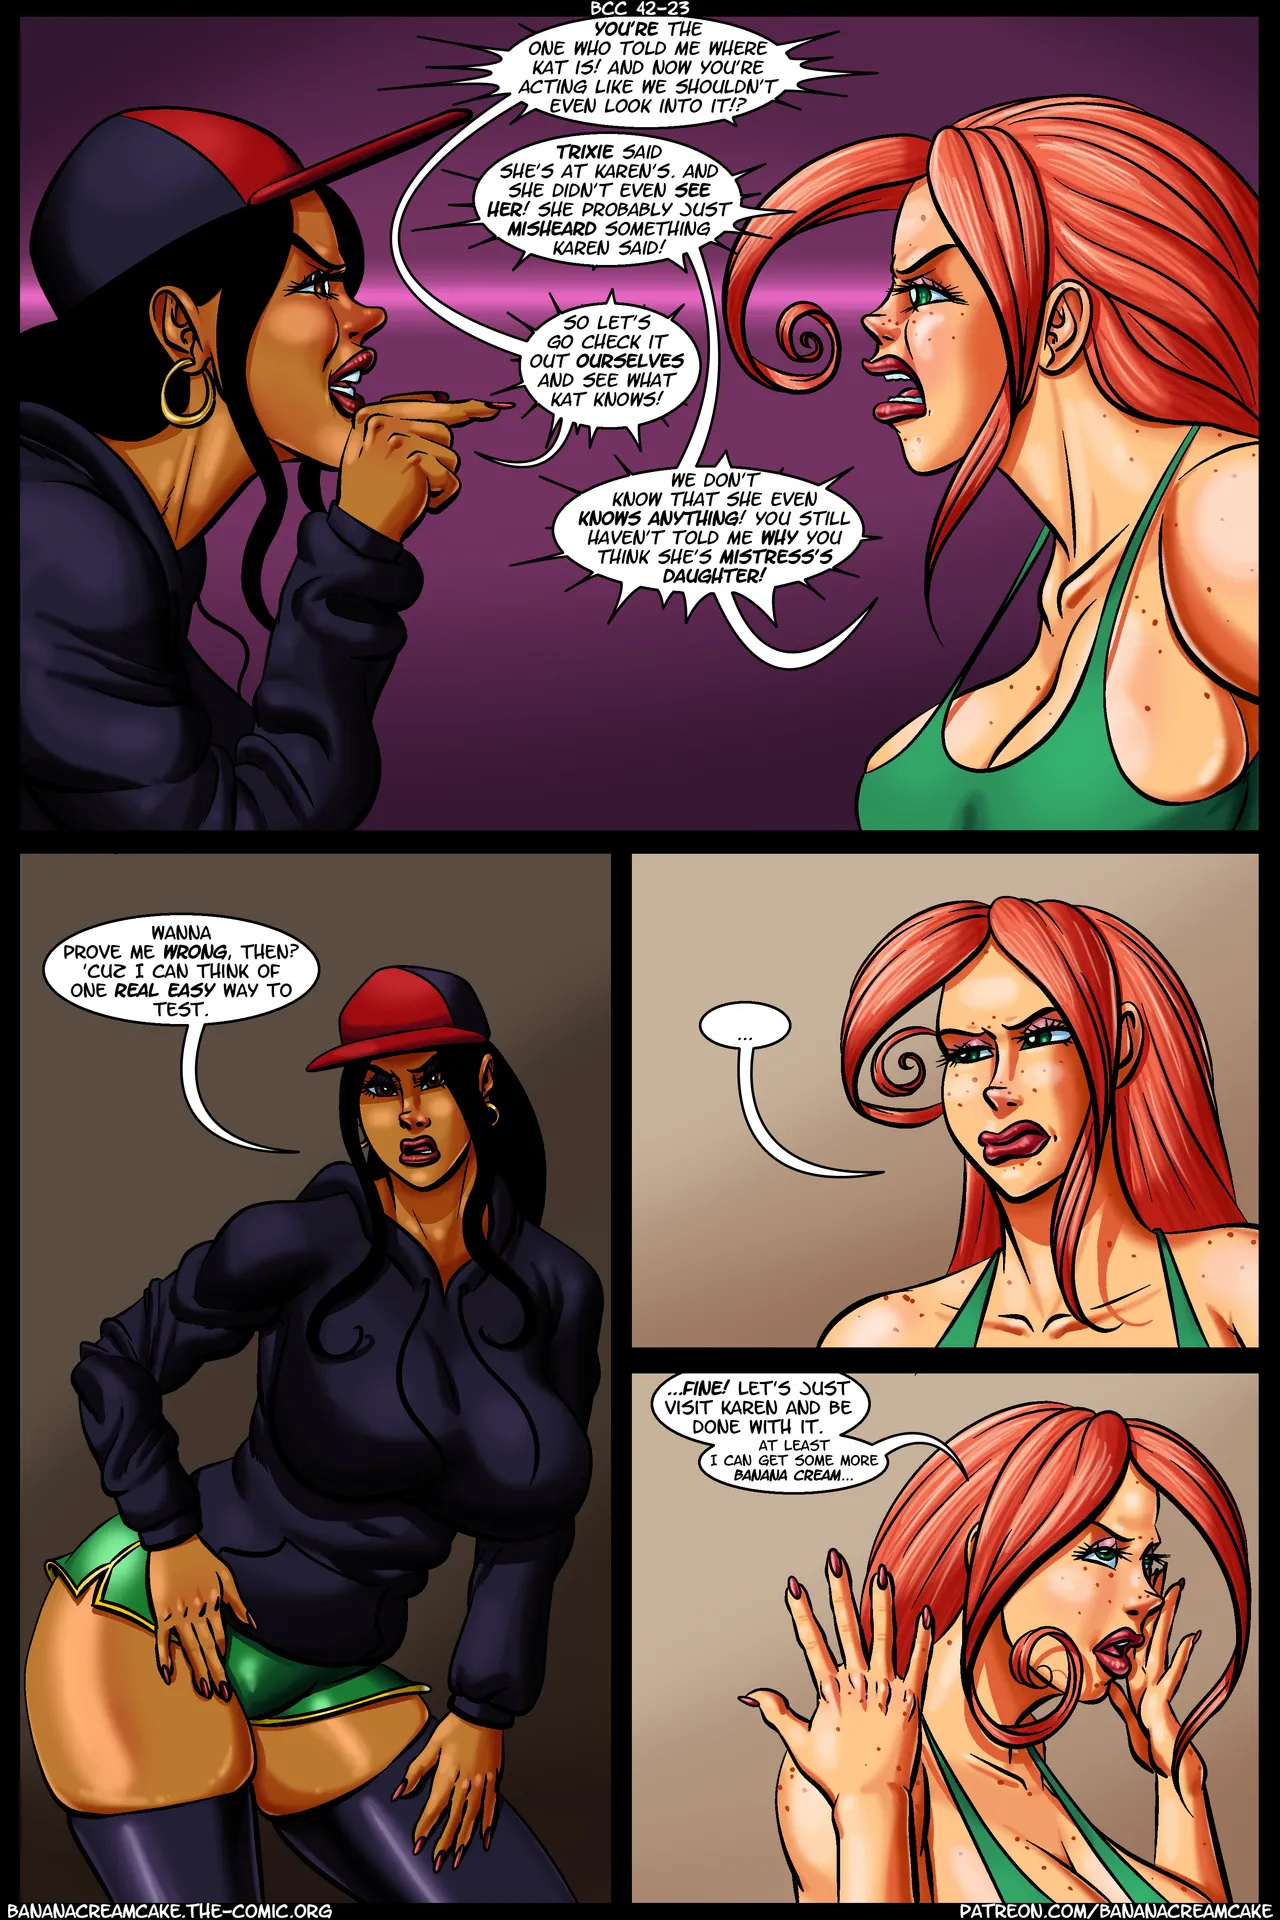 BCC 42-23
YOU'RE THE
ONE WHO TOLD ME WHERE
KAT IS! AND NOW YOU'RE
ACTING LIKE WE SHOULDN'T
EVEN LOOK INTO IT!?
TRIXIE SAID
SHE'S AT KAREN'S. AND
SHE DIDN'T EVEN SEE
HER! SHE PROBABLY JUST
MISHEARD SOMETHING
KAREN SAID!
SO LET'S
GO CHECK IT
OUT OURSELVES
AND SEE WHAT
KAT KNOWS!
WE DON'T
KNOW THAT SHE EVEN
KNOWS ANYTHING! YOU STILL
HAVEN'T TOLD ME WHY YOU
THINK SHE'S MISTRESS'S
DAUGHTER!
WANNA
PROVE ME WRONG, THEN?
'CUZ I CAN THINK OF
ONE REAL EASY WAY TO
TEST.
...
...FINE! LET'S JUST
VISIT KAREN AND BE
DONE WITH IT.
AT LEAST
I CAN GET SOME MORE
BANANA CREAM...
BANANACREAMCAKE.THE-COMIC.ORG
PATREON.COM/BANANACREAMCAKE